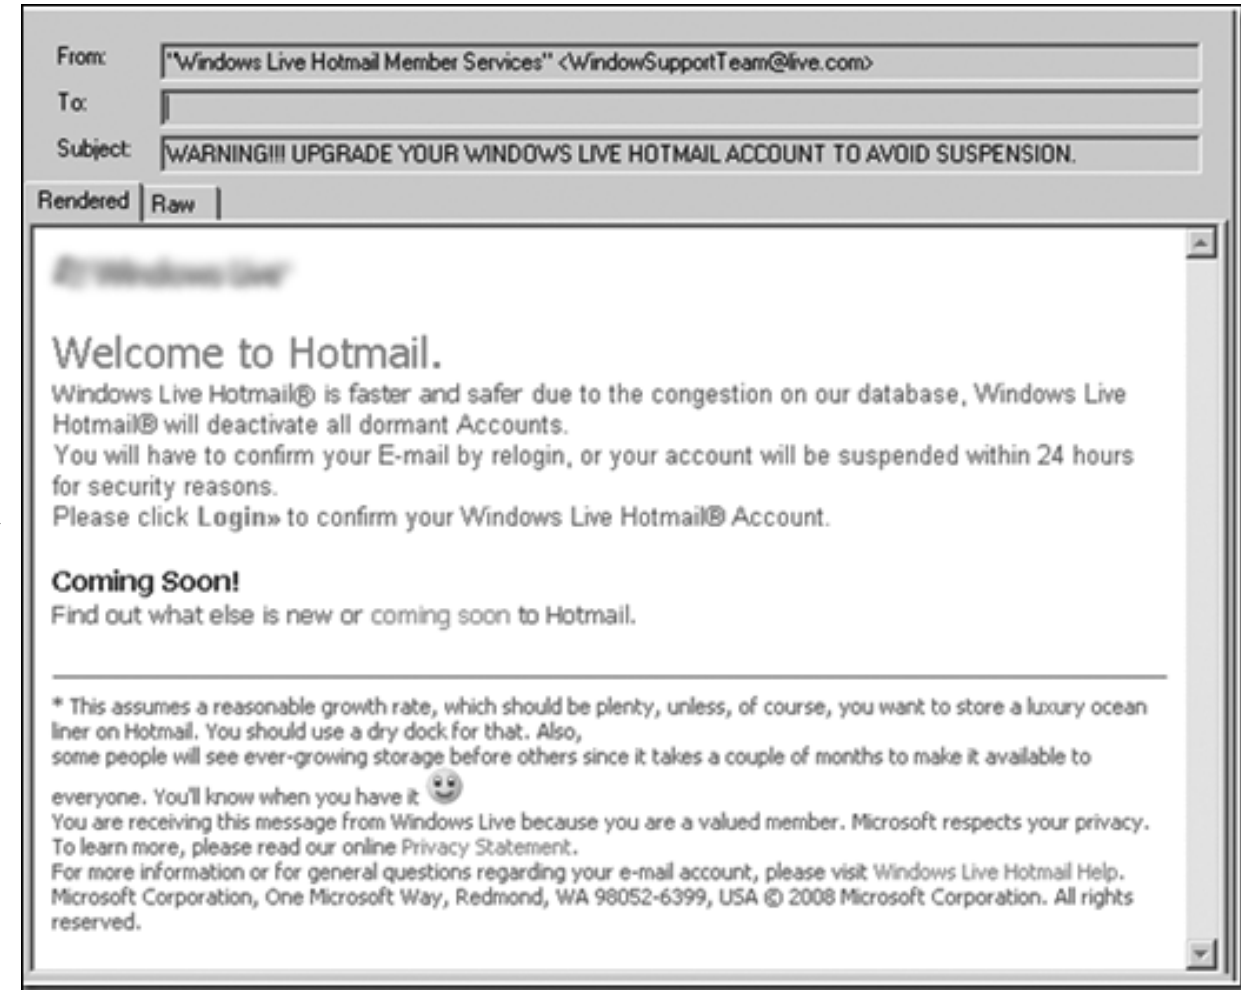 From: "Windows Live Hotmail Member Services" <WindowSupportTeam@live.com>
To:
Subject: WARNING!!! UPGRADE YOUR WINDOWS LIVE HOTMAIL ACCOUNT TO AVOID SUSPENSION.
Rendered Raw
Windows Live
Welcome to Hotmail.
Windows Live Hotmail® is faster and safer due to the congestion on our database, Windows Live
Hotmail® will deactivate all dormant Accounts.
You will have to confirm your E-mail by relogin, or your account will be suspended within 24 hours
for security reasons.
Please click Login» to confirm your Windows Live Hotmail® Account.
Coming Soon!
Find out what else is new or coming soon to Hotmail.
* This assumes a reasonable growth rate, which should be plenty, unless, of course, you want to store a luxury ocean
liner on Hotmail. You should use a dry dock for that. Also,
some people will see ever-growing storage before others since it takes a couple of months to make it available to
everyone. You'll know when you have it
You are receiving this message from Windows Live because you are a valued member. Microsoft respects your privacy.
To learn more, please read our online Privacy Statement.
For more information or for general questions regarding your e-mail account, please visit Windows Live Hotmail Help.
Microsoft Corporation, One Microsoft Way, Redmond, WA 98052-6399, USA © 2008 Microsoft Corporation. All rights
reserved.